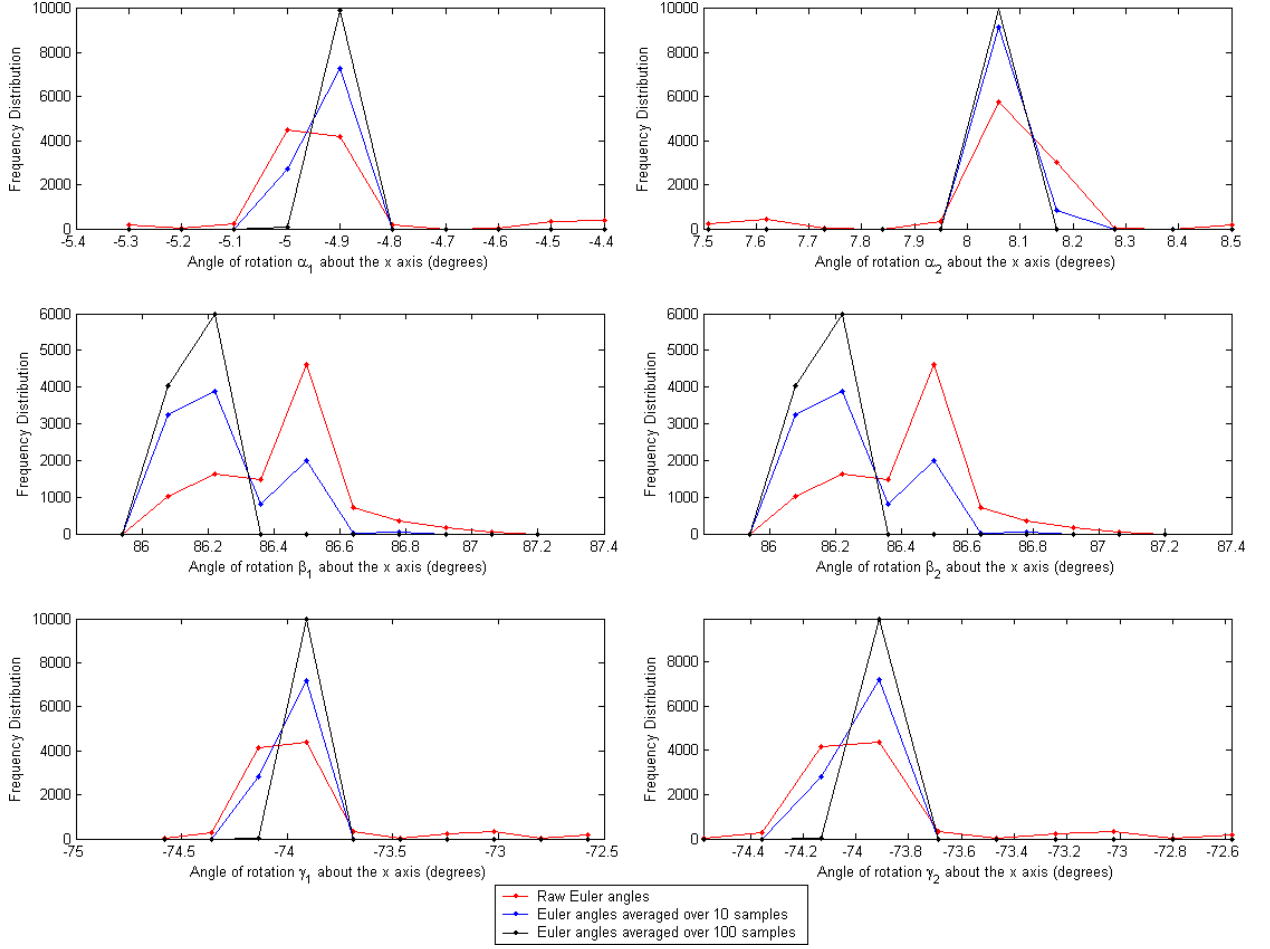 10000
8000
6000
4000
2000
0
Frequency Distribution
-5.4 -5.3 -5.2 -5.1 -5 -4.9 -4.8 -4.7 -4.6 -4.5 -4.4
Angle of rotation α1 about the x axis (degrees)
10000
8000
6000
4000
2000
0
Frequency Distribution
7.5 7.6 7.7 7.8 7.9 8 8.1 8.2 8.3 8.4 8.5
Angle of rotation α2 about the x axis (degrees)
6000
5000
4000
3000
2000
1000
0
Frequency Distribution
86 86.2 86.4 86.6 86.8 87 87.2 87.4
Angle of rotation β1 about the x axis (degrees)
6000
5000
4000
3000
2000
1000
0
Frequency Distribution
86 86.2 86.4 86.6 86.8 87 87.2 87.4
Angle of rotation β2 about the x axis (degrees)
10000
8000
6000
4000
2000
0
Frequency Distribution
-75 -74.5 -74 -73.5 -73 -72.5
Angle of rotation γ1 about the x axis (degrees)
8000
6000
4000
2000
0
Frequency Distribution
-74.4 -74.2 -74 -73.8 -73.6 -73.4 -73.2 -73 -72.8 -72.6
Angle of rotation γ2 about the x axis (degrees)
Raw Euler angles
Euler angles averaged over 10 samples
Euler angles averaged over 100 samples